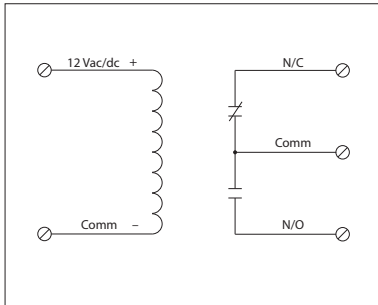 12 Vac/dc +
N/C
Comm
Comm –
N/O